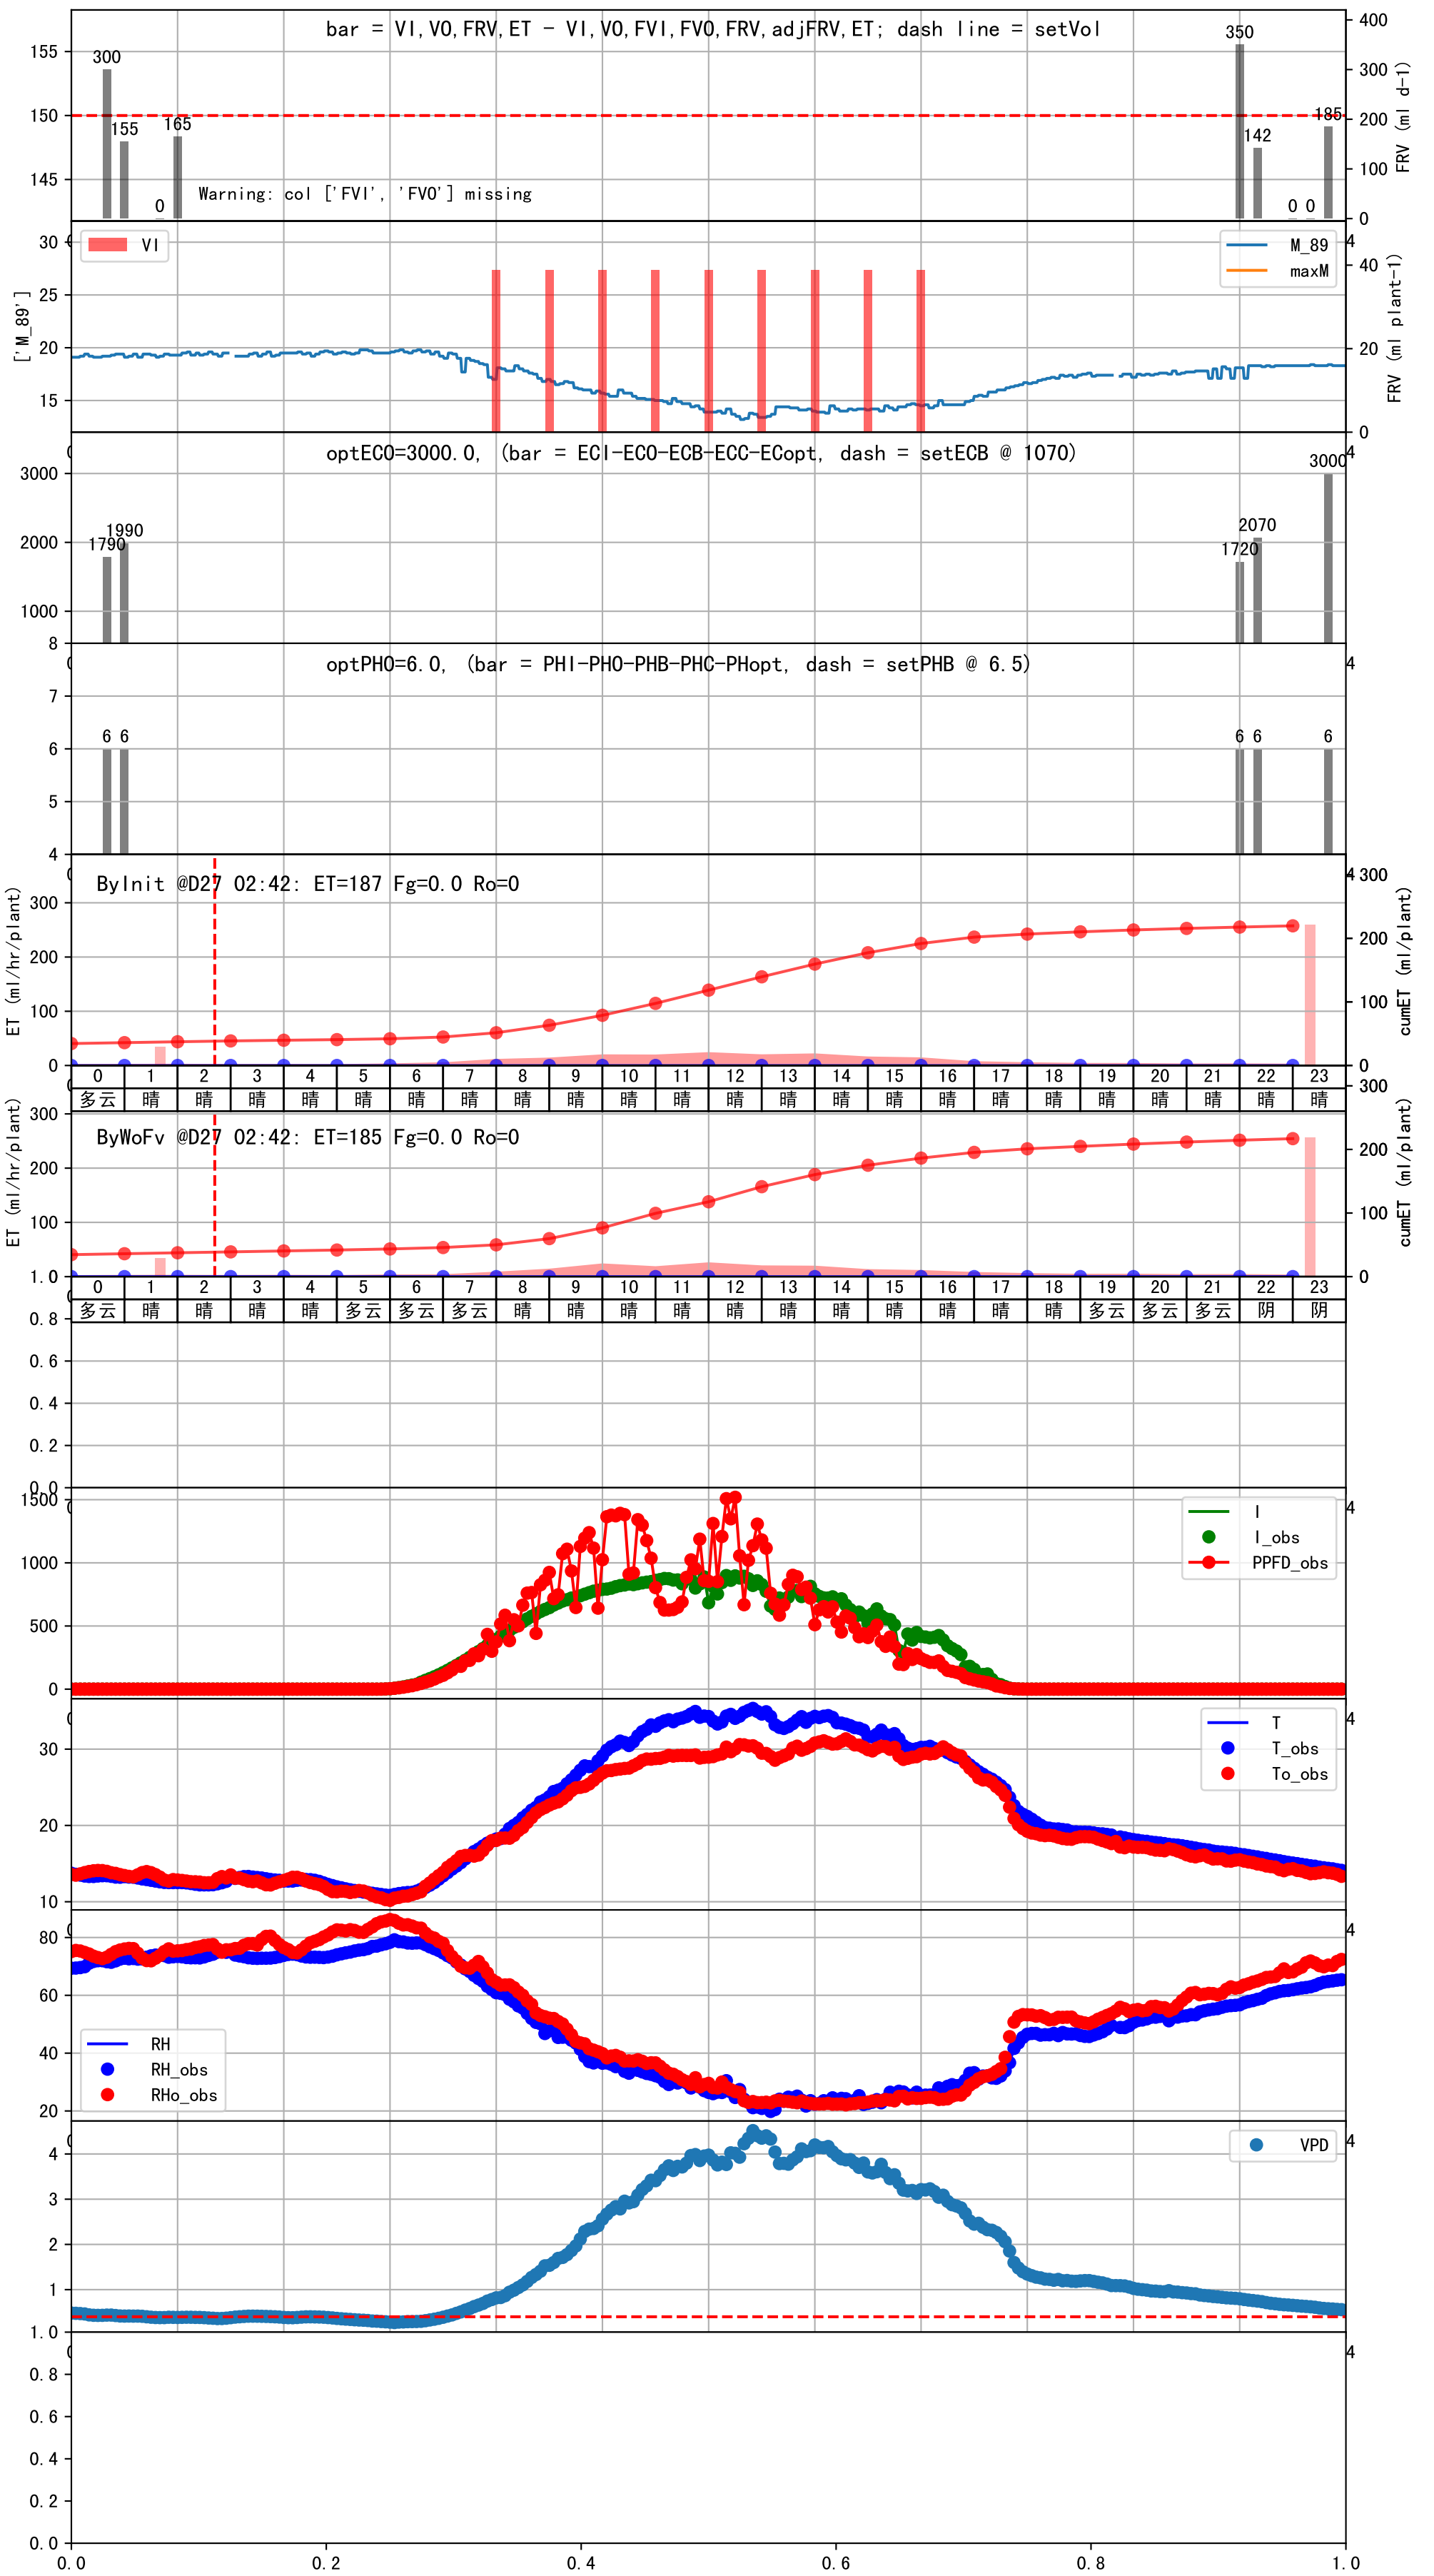 bar = VI,VO,FRV,ET - VI,VO,FVI,FVO,FRV,adjFRV,ET; dash line = setVol
155
150
145
300
155
0
165
350
142
0 0
185
400
300
200
100
0
FRV (ml d-1)
Warning: col ['FVI', 'FVO'] missing
VI
M_89
maxM
['M_89']
30
25
20
15
4
40
20
0
FRV (ml plant-1)
optECO=3000.0, (bar = ECI-ECO-ECB-ECC-ECopt, dash = setECB @ 1070)
3000
2000
1000
1790
1990
1720
2070
3000
4
optPHO=6.0, (bar = PHI-PHO-PHB-PHC-PHopt, dash = setPHB @ 6.5)
8
7
6
5
4
6 6
6 6
6
4
ByInit @D27 02:42: ET=187 Fg=0.0 Ro=0
ET (ml/hr/plant)
300
200
100
0
4
300
200
100
0
cumET (ml/plant)
0 1 2 3 4 5 6 7 8 9 10 11 12 13 14 15 16 17 18 19 20 21 22 23
多云 晴 晴 晴 晴 晴 晴 晴 晴 晴 晴 晴 晴 晴 晴 晴 晴 晴 晴 晴 晴 晴 晴 晴
ByWoFv @D27 02:42: ET=185 Fg=0.0 Ro=0
ET (ml/hr/plant)
300
200
100
300
200
100
0
cumET (ml/plant)
0 1 2 3 4 5 6 7 8 9 10 11 12 13 14 15 16 17 18 19 20 21 22 23
多云 晴 晴 晴 晴 多云 多云 多云 晴 晴 晴 晴 晴 晴 晴 晴 晴 晴 晴 多云 多云 多云 阴 阴
1.0
0.8
0.6
0.4
0.2
0.0
4
1500
1000
500
0
I
I_obs
PPFD_obs
4
30
20
10
T
T_obs
To_obs
4
80
60
40
20
RH
RH_obs
RHo_obs
4
4
3
2
1
VPD
4
1.0
0.8
0.6
0.4
0.2
0.0
0.0 0.2 0.4 0.6 0.8 1.0